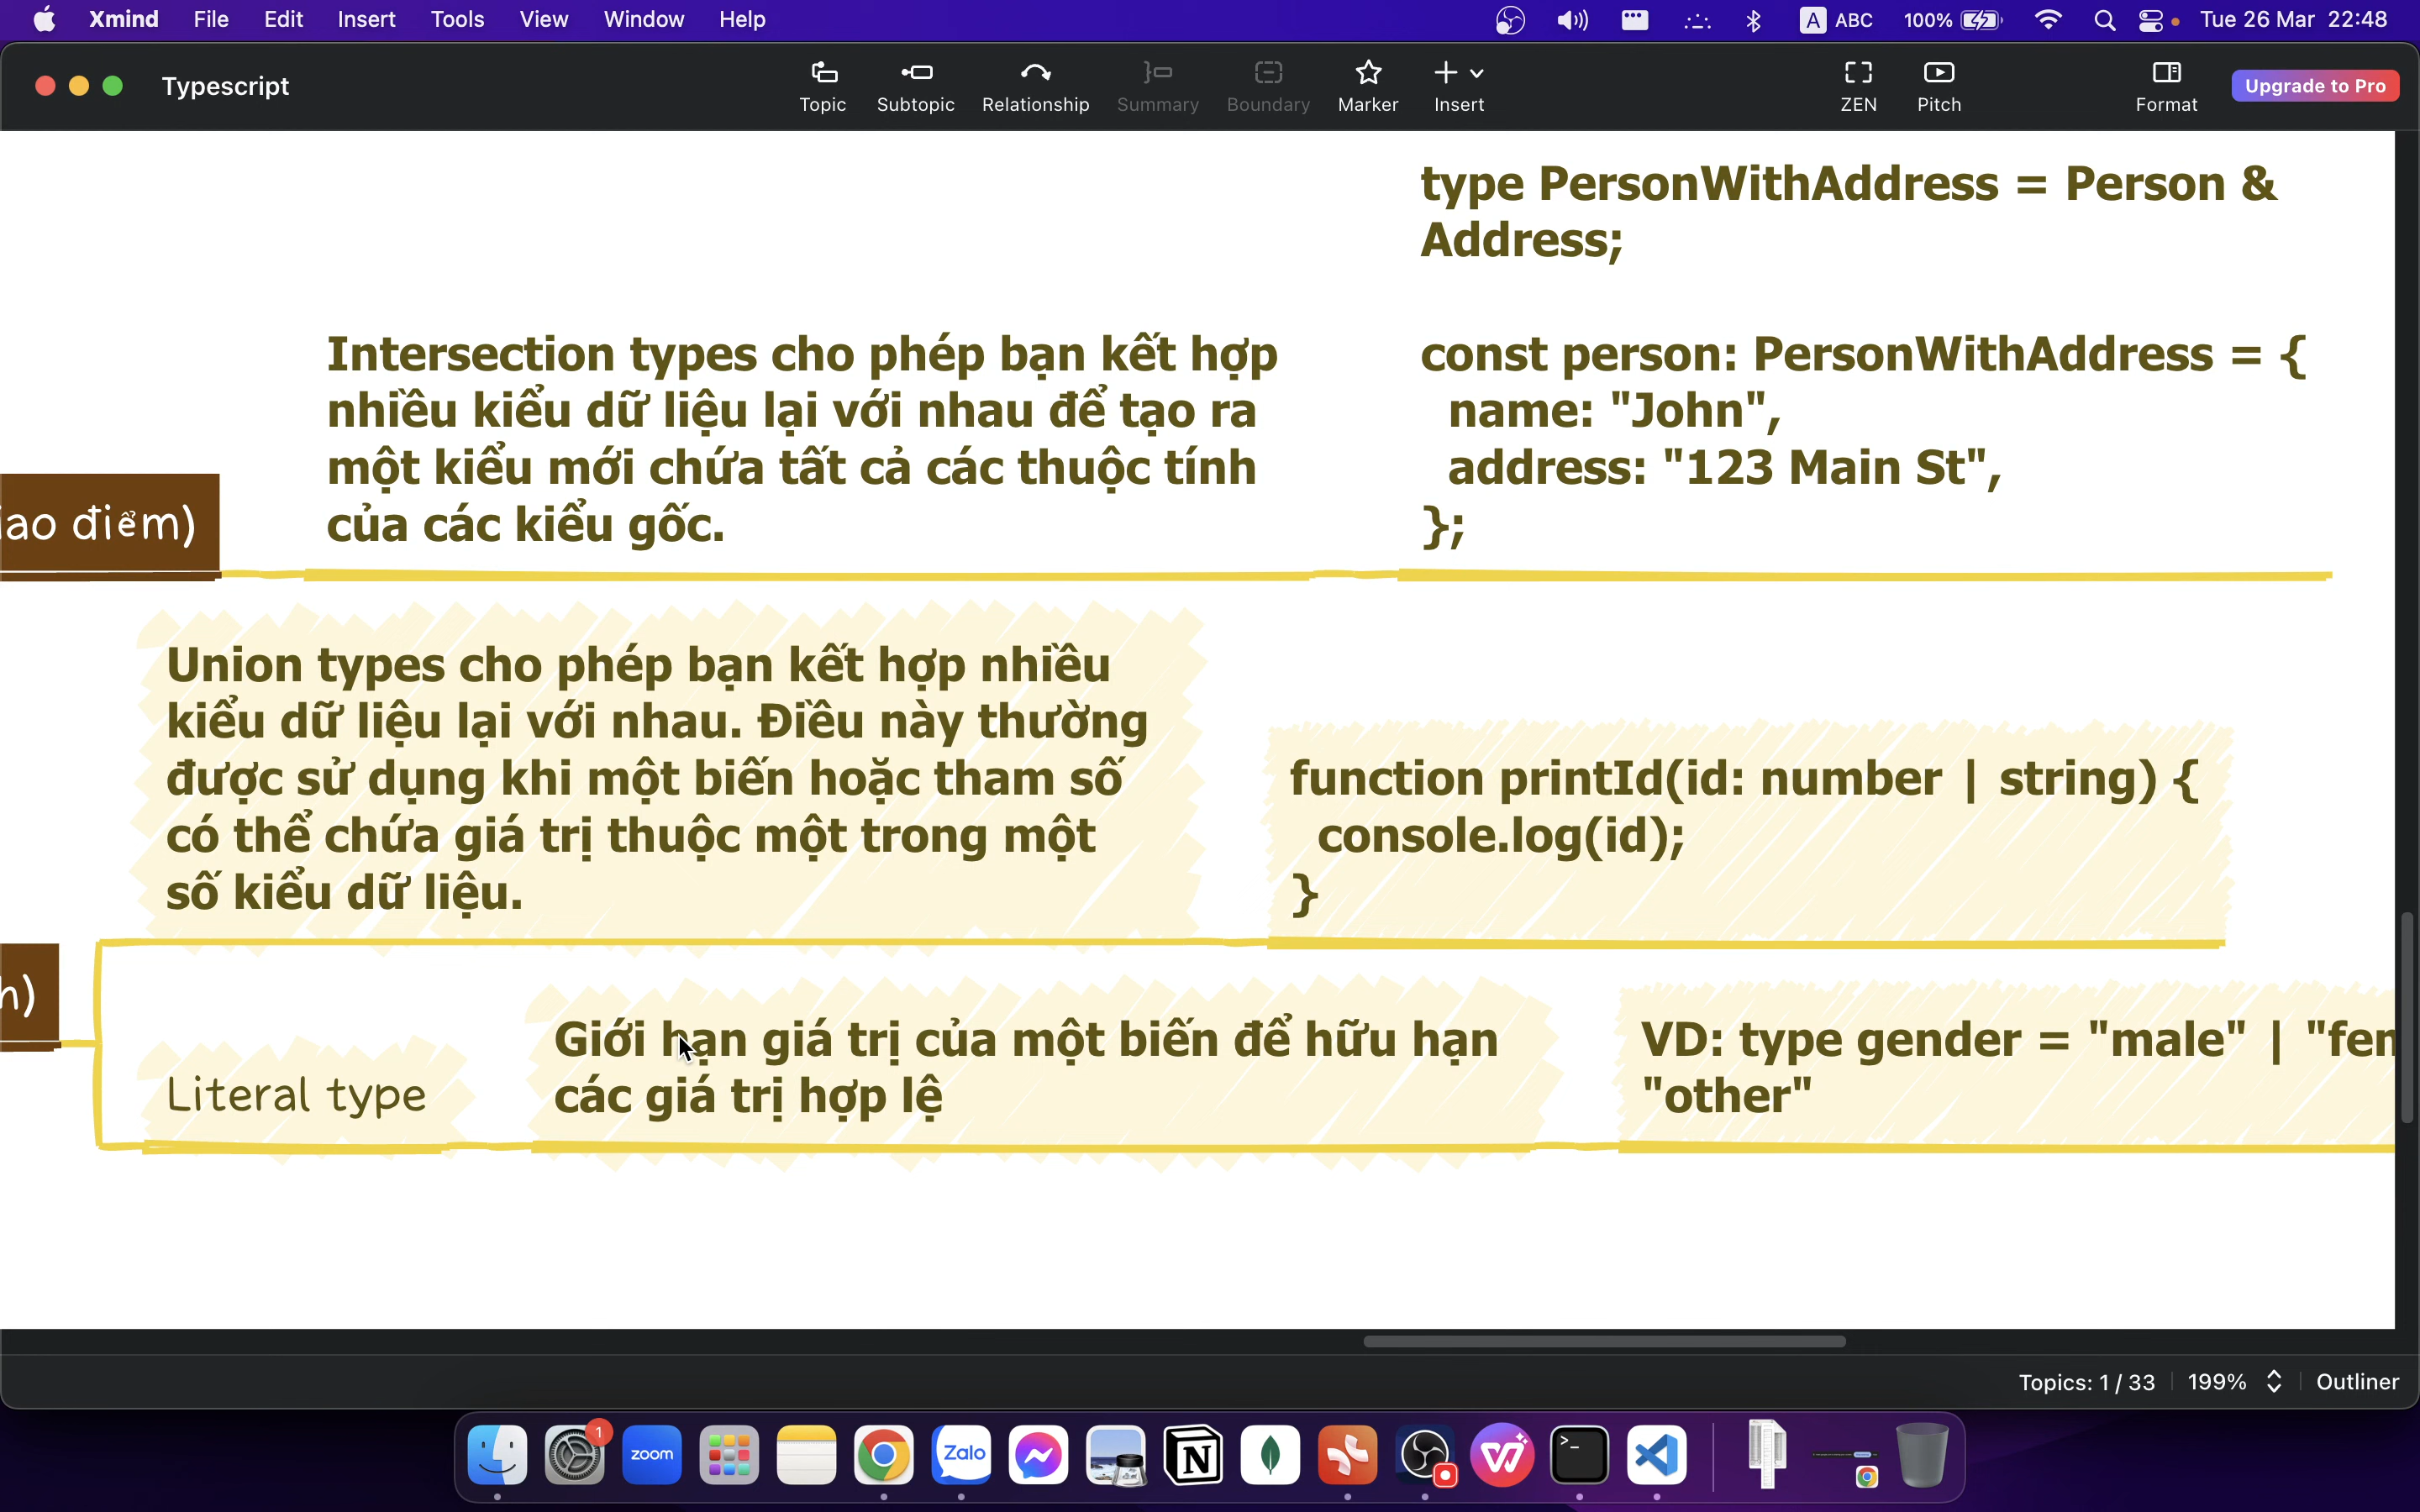 Xmind File Edit Insert Tools View Window Help
A ABC 100% Tue 26 Mar 22:48
Typescript
Topic Subtopic Relationship Summary Boundary Marker Insert ZEN Pitch Format Upgrade to Pro
type PersonWithAddress = Person &
Address;
Intersection types cho phép bạn kết hợp
nhiều kiểu dữ liệu lại với nhau để tạo ra
một kiểu mới chứa tất cả các thuộc tính
của các kiểu gốc.
const person: PersonWithAddress = {
name: "John",
address: "123 Main St",
};
điểm)
Union types cho phép bạn kết hợp nhiều
kiểu dữ liệu lại với nhau. Điều này thường
được sử dụng khi một biến hoặc tham số
có thể chứa giá trị thuộc một trong một
số kiểu dữ liệu.
function printId(id: number | string) {
console.log(id);
}
Literal type
Giới hạn giá trị của một biến để hữu hạn
các giá trị hợp lệ
VD: type gender = "male" |
"other"
Topics: 1 / 33 199% Outliner
1
zoom
Zalo